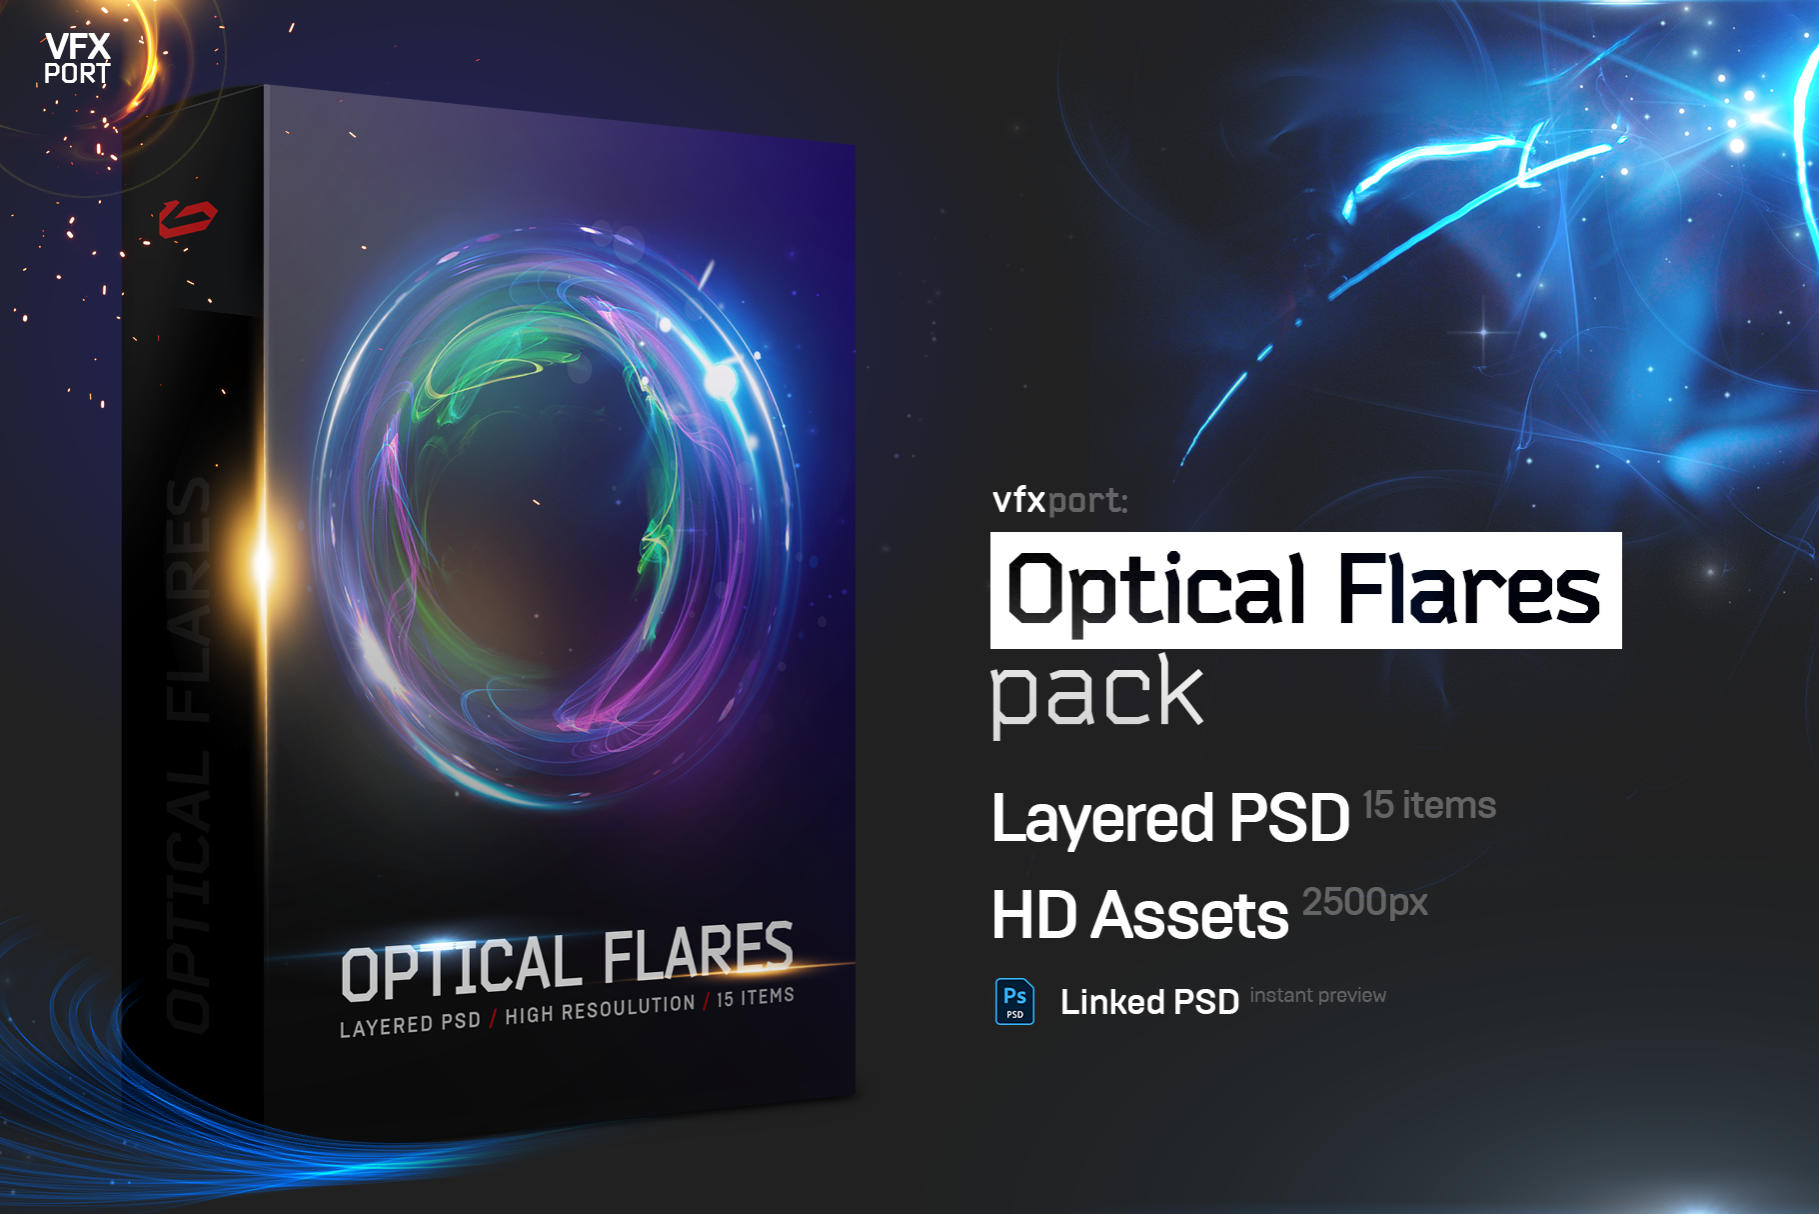 VFX
PORT
OPTICAL FLARES
OPTICAL FLARES
LAYERED PSD / HIGH RESOULUTION / 15 ITEMS
vfxport:
Optical Flares
pack
Layered PSD 15 items
HD Assets 2500px
Ps
PSD
Linked PSD instant preview